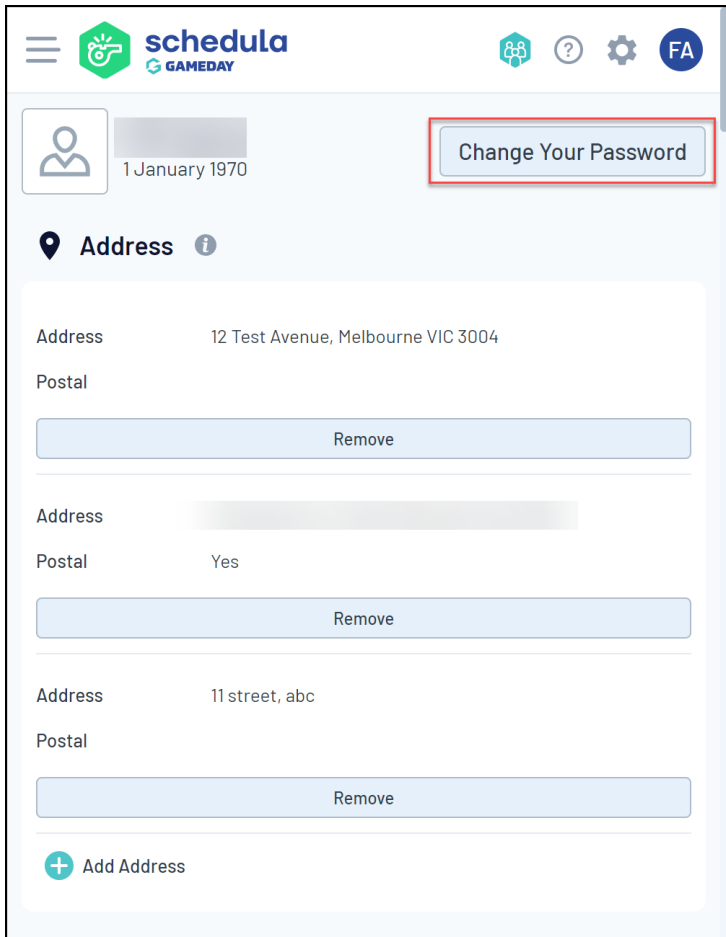 schedula
GAMEDAY
?
FA
1 January 1970
Change Your Password
Address
i
Address 12 Test Avenue, Melbourne VIC 3004
Postal
Remove
Address
Postal Yes
Remove
Address 11 street, abc
Postal
Remove
+ Add Address